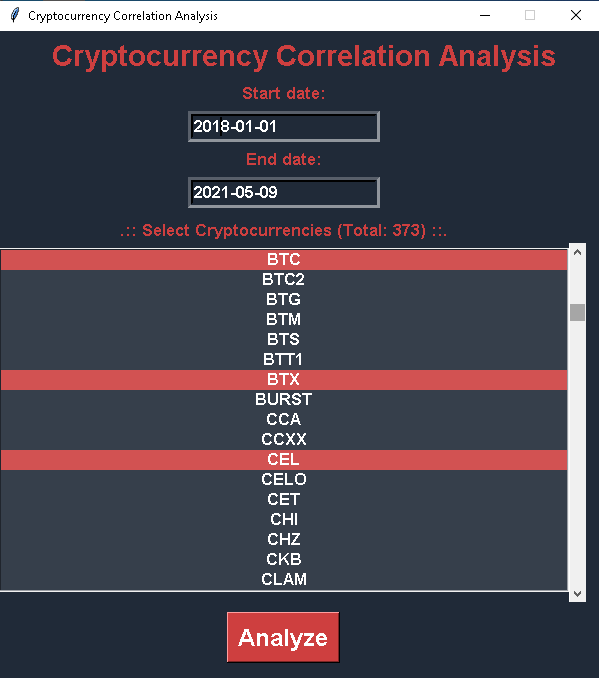 Cryptocurrency Correlation Analysis
Cryptocurrency Correlation Analysis
Start date:
2018-01-01
End date:
2021-05-09
.:: Select Cryptocurrencies (Total: 373) ::.
BTC
BTC2
BTG
BTM
BTS
BTT1
BTX
BURST
CCA
CCXX
CEL
CELO
CET
CHI
CHZ
CKB
CLAM
Analyze